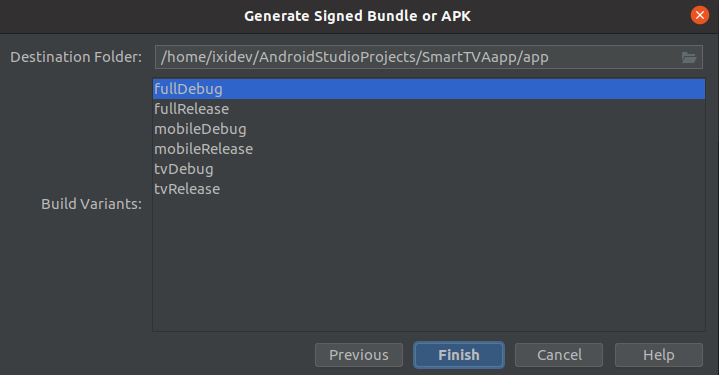 Generate Signed Bundle or APK
Destination Folder: /home/ixidev/AndroidStudioProjects/SmartTVAapp/app
fullDebug
fullRelease
mobileDebug
mobileRelease
tvDebug
tvRelease
Build Variants:
Previous Finish Cancel Help